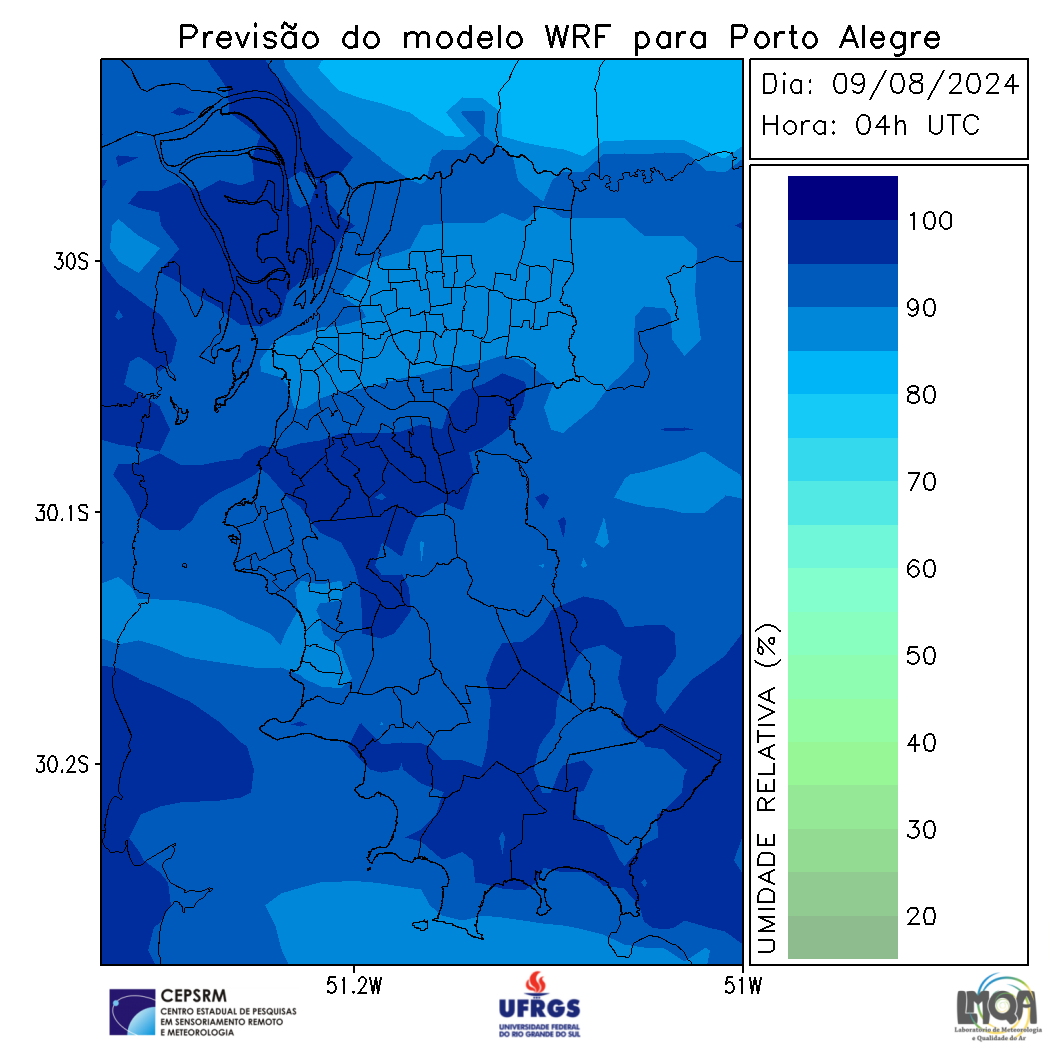 Previsão do modelo WRF para Porto Alegre
Dia: 09/08/2024
Hora: 04h UTC
30S
30.1S
30.2S
51.2W
51W
UMIDADE RELATIVA (%)
100
90
80
70
60
50
40
30
20
CEPSRM
CENTRO ESTADUAL DE PESQUISAS
EM SENSORIAMENTO REMOTO
E METEOROLOGIA
UFRGS
UNIVERSIDADE FEDERAL
DO RIO GRANDE DO SUL
LMQA
Laboratório de Meteorologia
e Qualidade do Ar